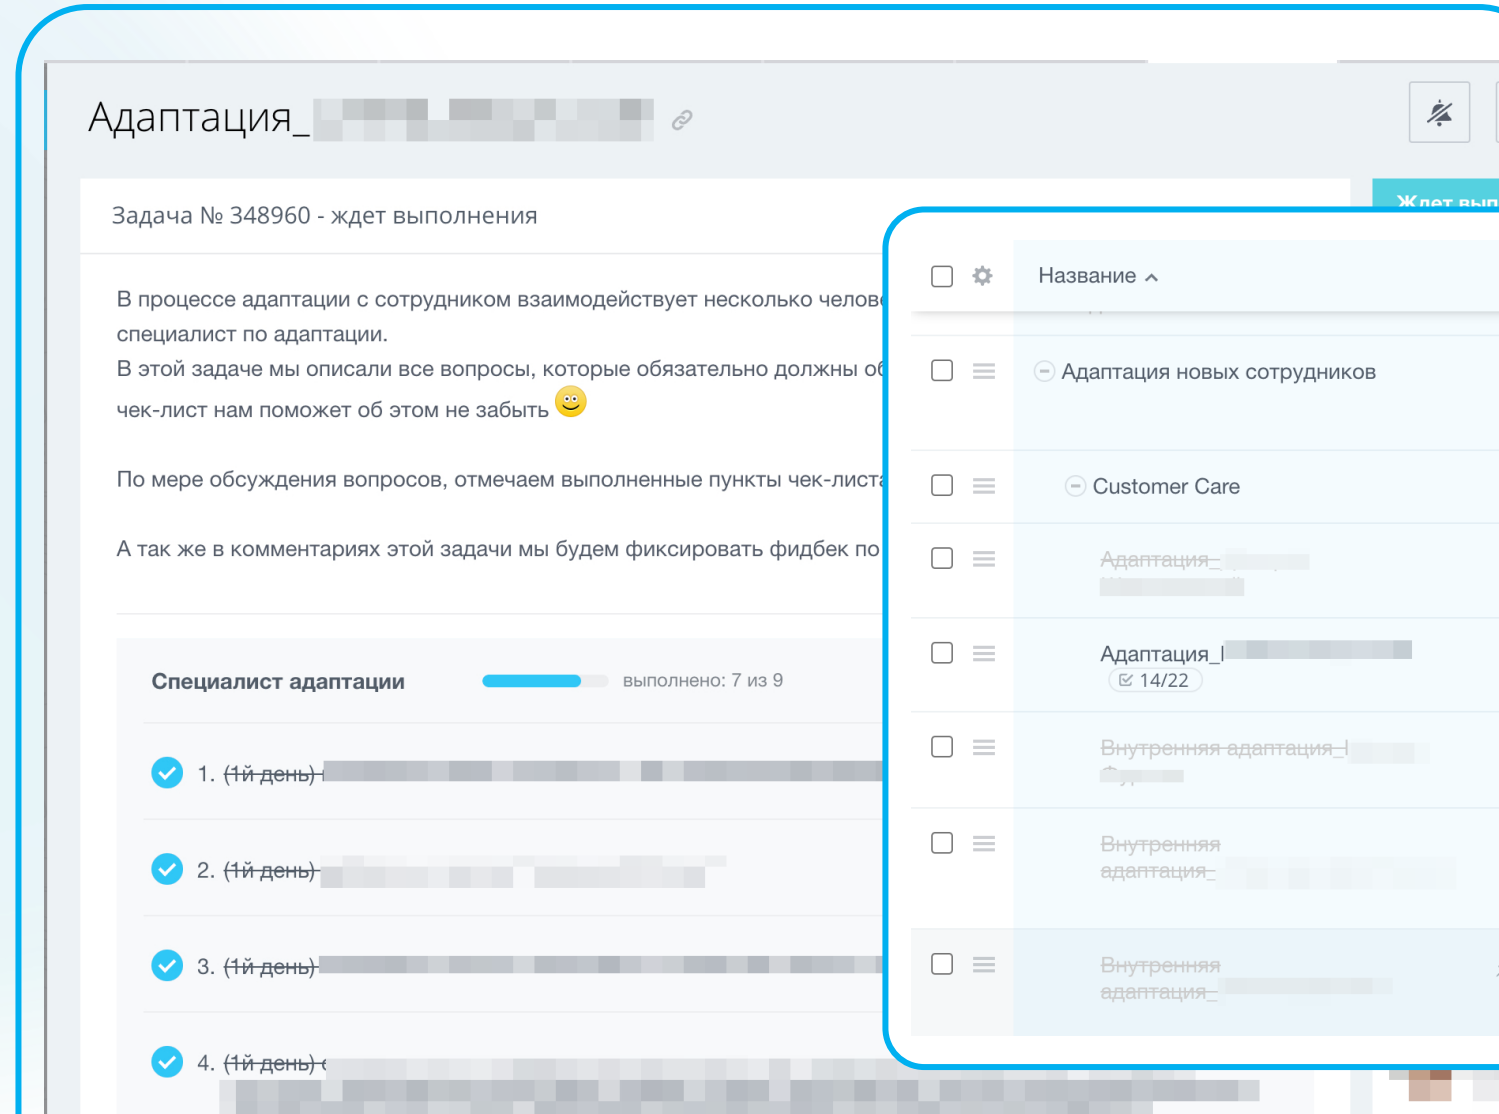 Адаптация_
Задача № 348960 - ждет выполнения
Ждет вып
В процессе адаптации с сотрудником взаимодействует несколько
специалист по адаптации.
В этой задаче мы описали все вопросы, которые обязательно должны
чек-лист нам поможет об этом не забыть
По мере обсуждения вопросов, отмечаем выполненные пункты чек-листа
А так же в комментариях этой задачи мы будем фиксировать фидбек по
Специалист адаптации
выполнено: 7 из 9
1. (1й день)
2. (1й день)
3. (1й день)
4. (1й день)
Название
Адаптация новых сотрудников
Customer Care
Адаптация_
Адаптация_
14/22
Внутренняя адаптация_
Внутренняя
адаптация_
Внутренняя
адаптация_